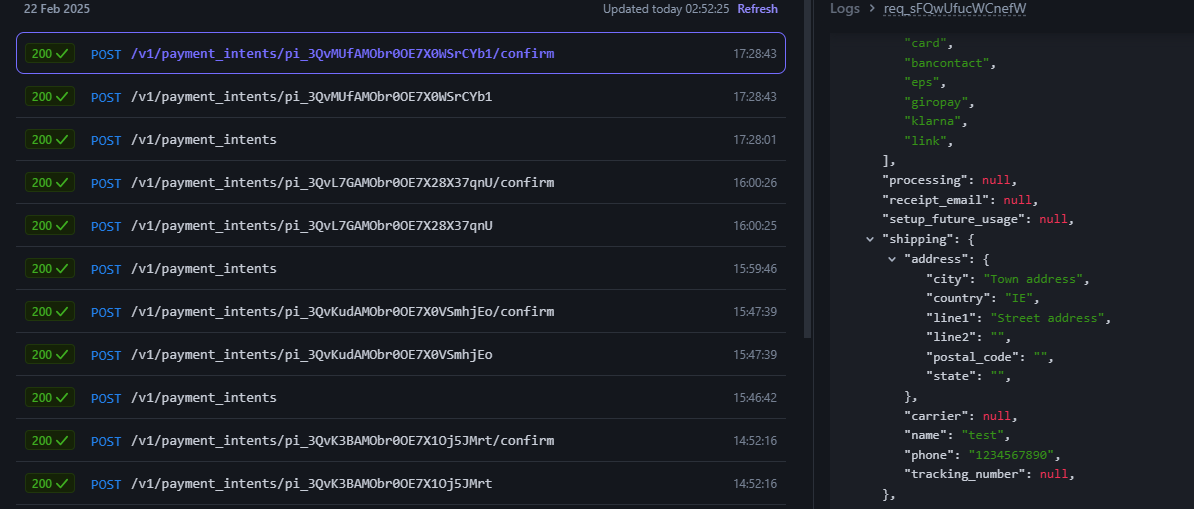 22 Feb 2025
Updated today 02:52:25 Refresh
200 POST /v1/payment_intents/pi_3QvMUfAMObr0OE7X0WSrCYb1/confirm 17:28:43
200 POST /v1/payment_intents/pi_3QvMUfAMObr0OE7X0WSrCYb1 17:28:43
200 POST /v1/payment_intents 17:28:01
200 POST /v1/payment_intents/pi_3QvL7GAMObr0OE7X28X37qnU/confirm 16:00:26
200 POST /v1/payment_intents/pi_3QvL7GAMObr0OE7X28X37qnU 16:00:25
200 POST /v1/payment_intents 15:59:46
200 POST /v1/payment_intents/pi_3QvKudAMObr0OE7X0VSmhjEo/confirm 15:47:39
200 POST /v1/payment_intents/pi_3QvKudAMObr0OE7X0VSmhjEo 15:47:39
200 POST /v1/payment_intents 15:46:42
200 POST /v1/payment_intents/pi_3QvK3BAMObr0OE7X1Oj5JMrt/confirm 14:52:16
200 POST /v1/payment_intents/pi_3QvK3BAMObr0OE7X1Oj5JMrt 14:52:16
Logs > req_sFQwUfucWCnefW
"card",
"bancontact",
"eps",
"giropay",
"klarna",
"link",
],
"processing": null,
"receipt_email": null,
"setup_future_usage": null,
"shipping": {
"address": {
"city": "Town address",
"country": "IE",
"line1": "Street address",
"line2": "",
"postal_code": "",
"state": "",
},
"carrier": null,
"name": "test",
"phone": "1234567890",
"tracking_number": null,
},